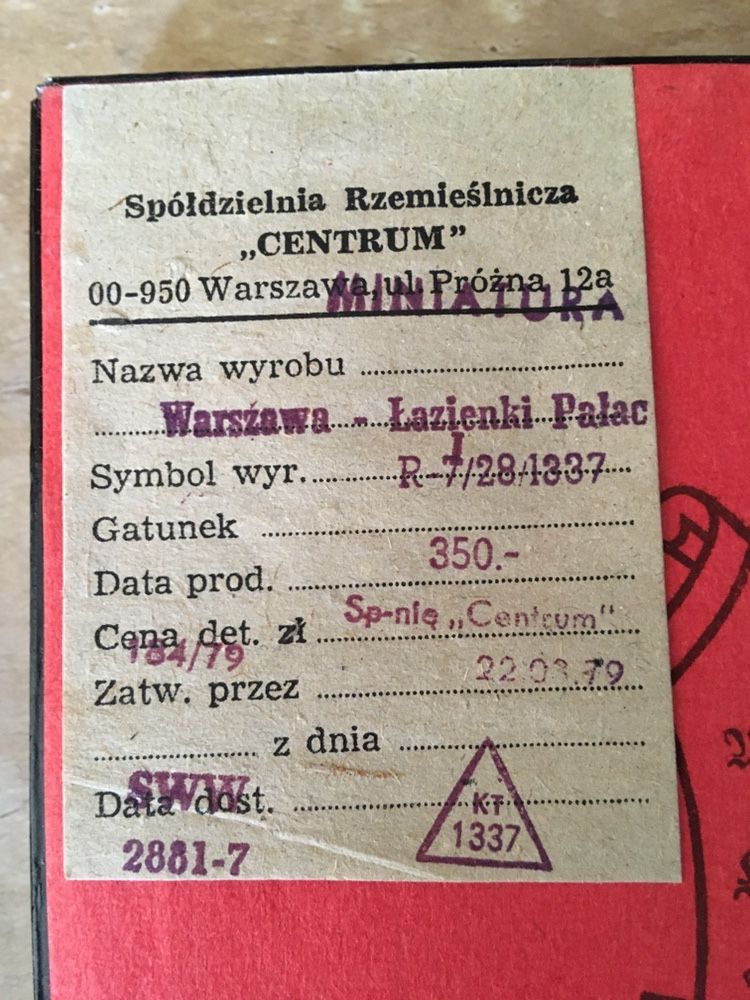 Spółdzielnia Rzemieślnicza
„CENTRUM”
00-950 Warszawa, ul. Próżna 12a
MINIATURA
Nazwa wyrobu
Warszawa - Łazienki Pałac
I
Symbol wyr. R-7/28/1337
Gatunek
350.-
Data prod.
Sp-nię „Centrum”
Cena det. zł
184/79
22.03.79
Zatw. przez
z dnia
SWW
Data dost.
KT
1337
2881-7